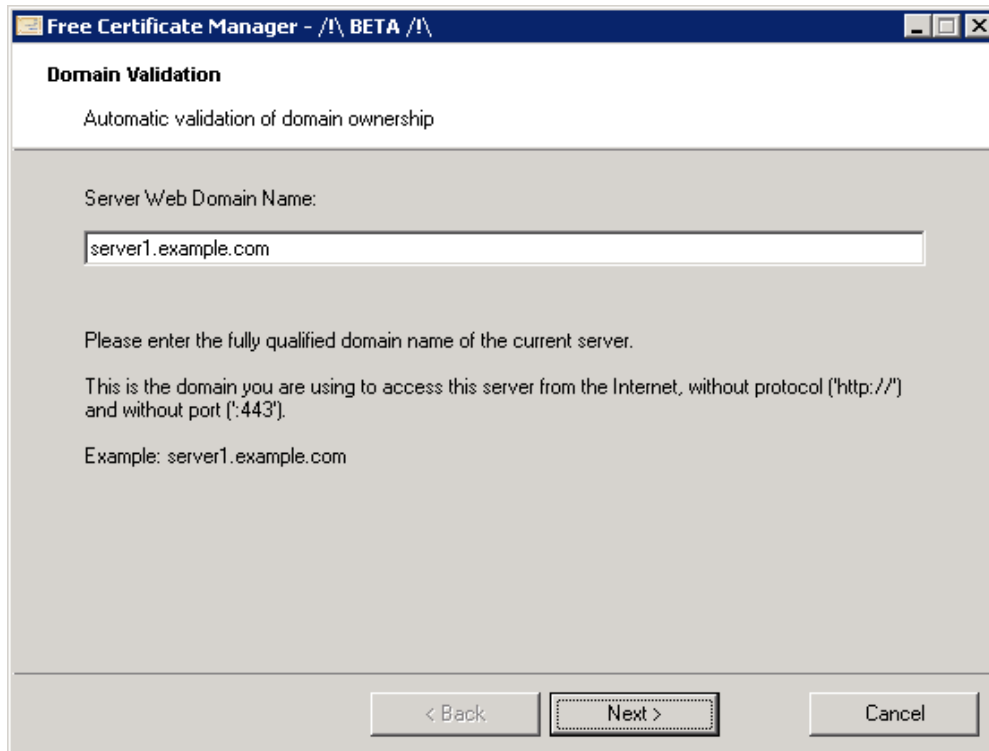 Free Certificate Manager - /!\ BETA /!\
Domain Validation
Automatic validation of domain ownership
Server Web Domain Name:
server1.example.com
Please enter the fully qualified domain name of the current server.
This is the domain you are using to access this server from the Internet, without protocol ('http://')
and without port (':443').
Example: server1.example.com
< Back
Next >
Cancel